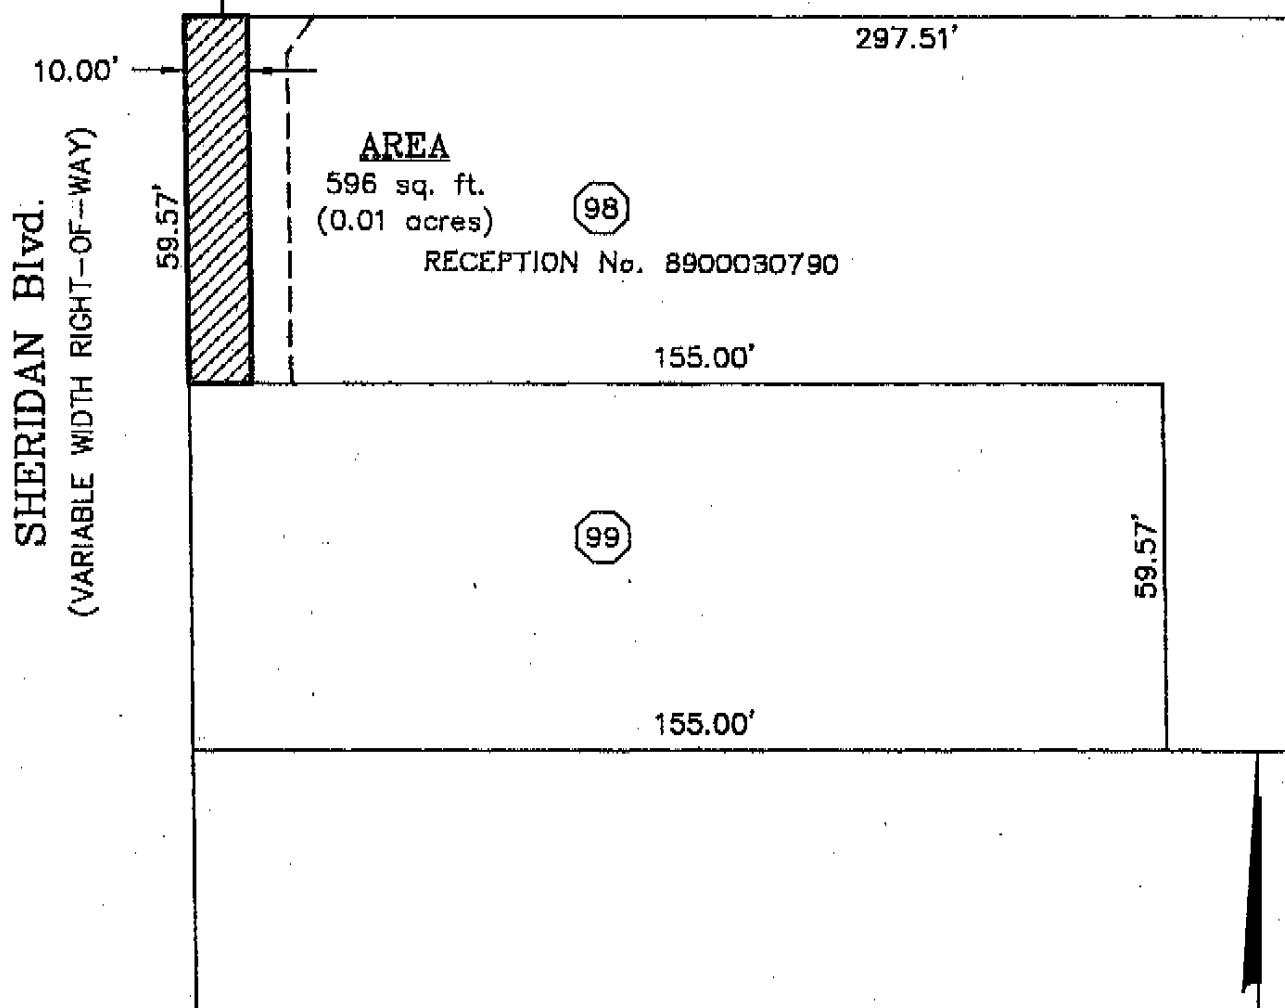 297.51'
10.00'
AREA
596 sq. ft.
(0.01 acres)
98
RECEPTION No. 8900030790
59.57'
SHERIDAN Blvd.
(VARIABLE WIDTH RIGHT-OF-WAY)
155.00'
99
59.57'
155.00'